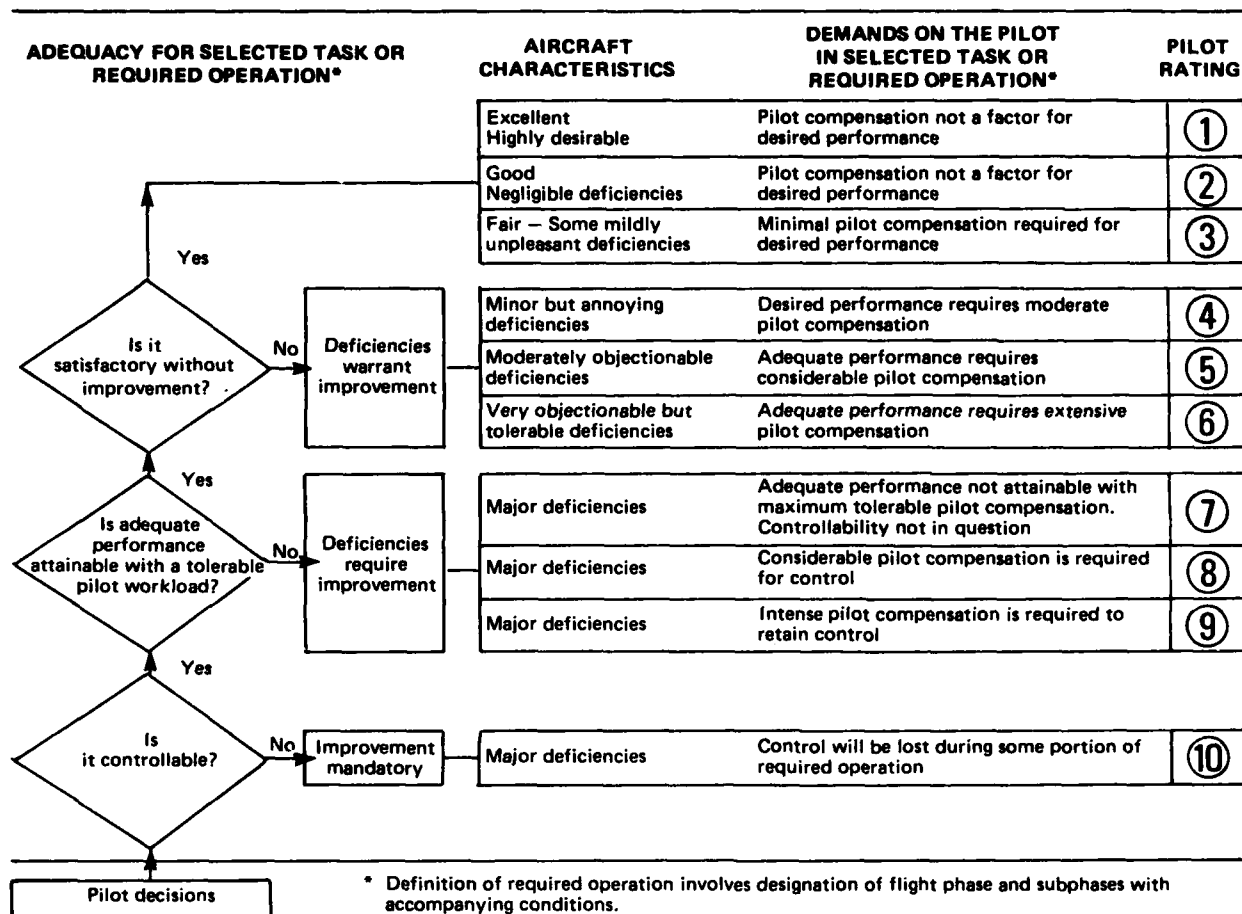 ADEQUACY FOR SELECTED TASK OR
REQUIRED OPERATION*
AIRCRAFT
CHARACTERISTICS
DEMANDS ON THE PILOT
IN SELECTED TASK OR
REQUIRED OPERATION*
PILOT
RATING
Excellent
Highly desirable
Pilot compensation not a factor for
desired performance
1
Good
Negligible deficiencies
Pilot compensation not a factor for
desired performance
2
Fair — Some mildly
unpleasant deficiencies
Minimal pilot compensation required for
desired performance
3
Yes
Is it
satisfactory without
improvement?
No
Deficiencies
warrant
improvement
Minor but annoying
deficiencies
Desired performance requires moderate
pilot compensation
4
Moderately objectionable
deficiencies
Adequate performance requires
considerable pilot compensation
5
Very objectionable but
tolerable deficiencies
Adequate performance requires extensive
pilot compensation
6
Yes
Is adequate
performance
attainable with a tolerable
pilot workload?
No
Deficiencies
require
improvement
Major deficiencies
Adequate performance not attainable with
maximum tolerable pilot compensation.
Controllability not in question
7
Major deficiencies
Considerable pilot compensation is required
for control
8
Major deficiencies
Intense pilot compensation is required to
retain control
9
Yes
Is
it controllable?
No
Improvement
mandatory
Major deficiencies
Control will be lost during some portion of
required operation
10
Pilot decisions
* Definition of required operation involves designation of flight phase and subphases with
accompanying conditions.